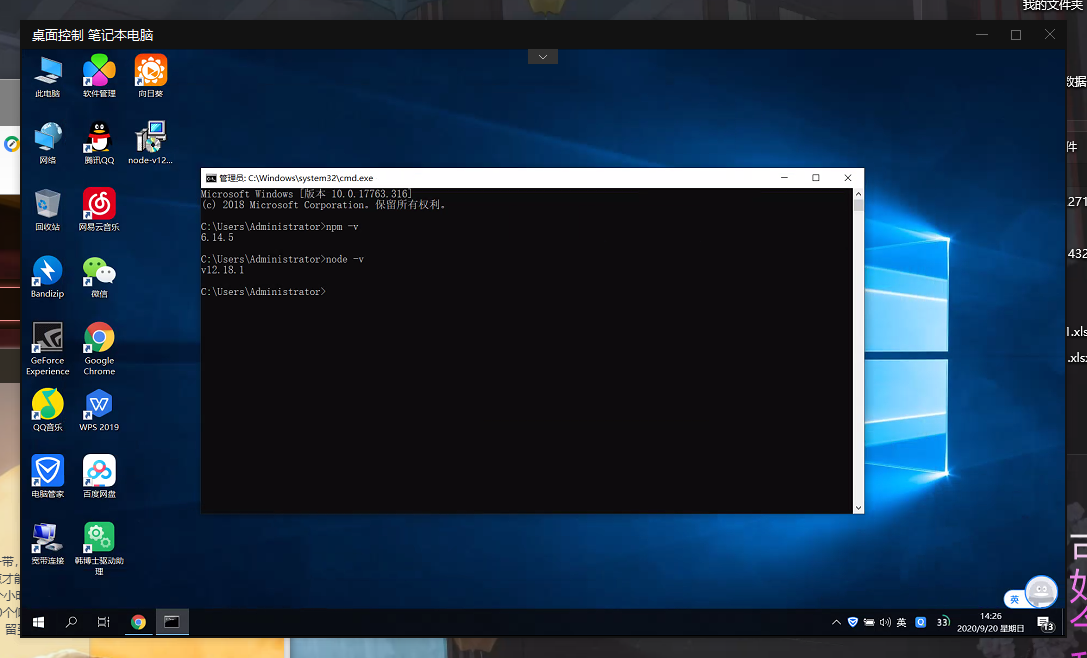 我的文件夹
桌面控制 笔记本电脑
此电脑
软件管理
向日葵
网络
腾讯QQ
node-v12...
回收站
网易云音乐
Bandizip
微信
GeForce
Experience
Google
Chrome
QQ音乐
WPS 2019
电脑管家
百度网盘
宽带连接
韩博士驱动助
理
管理员: C:\Windows\system32\cmd.exe
Microsoft Windows [版本 10.0.17763.316]
(c) 2018 Microsoft Corporation。保留所有权利。
C:\Users\Administrator>npm -v
6.14.5
C:\Users\Administrator>node -v
v12.18.1
C:\Users\Administrator>
数据
件
271
432
1.xls
.xls
英
英
33
14:26
2020/9/20 星期日
13